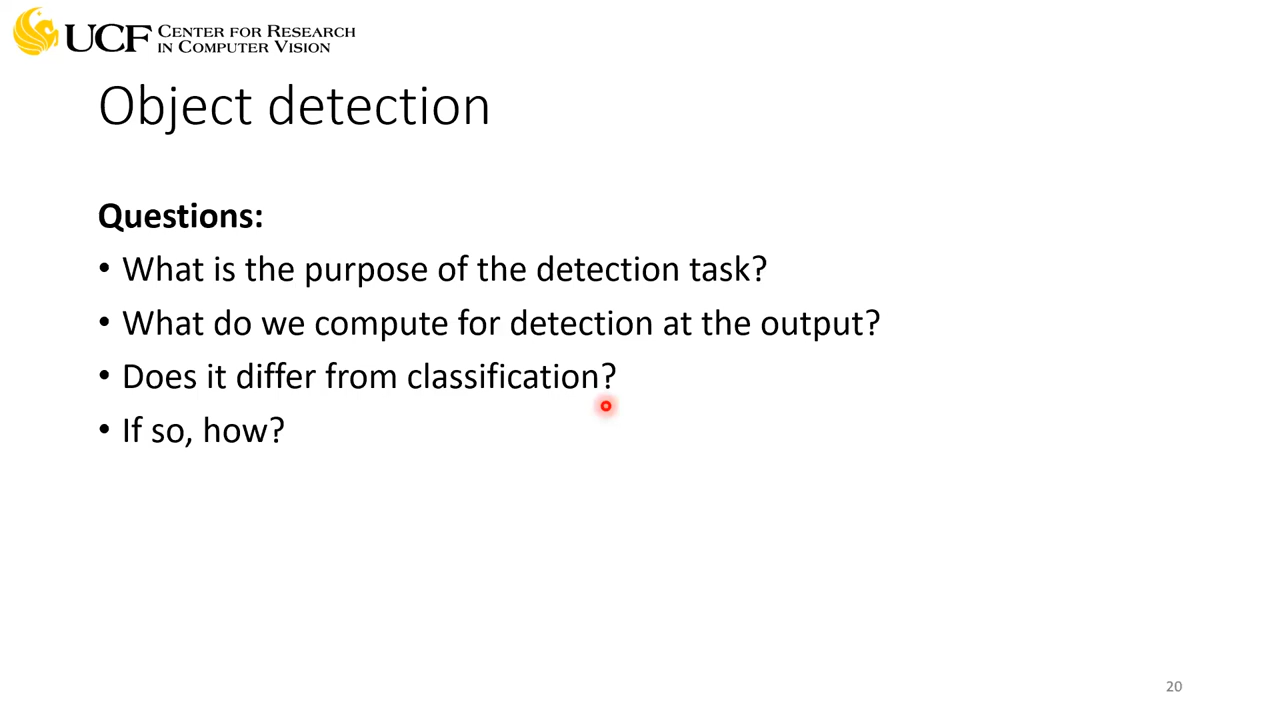 UCF CENTER FOR RESEARCH
IN COMPUTER VISION
Object detection
Questions:
• What is the purpose of the detection task?
• What do we compute for detection at the output?
• Does it differ from classification?
• If so, how?
20